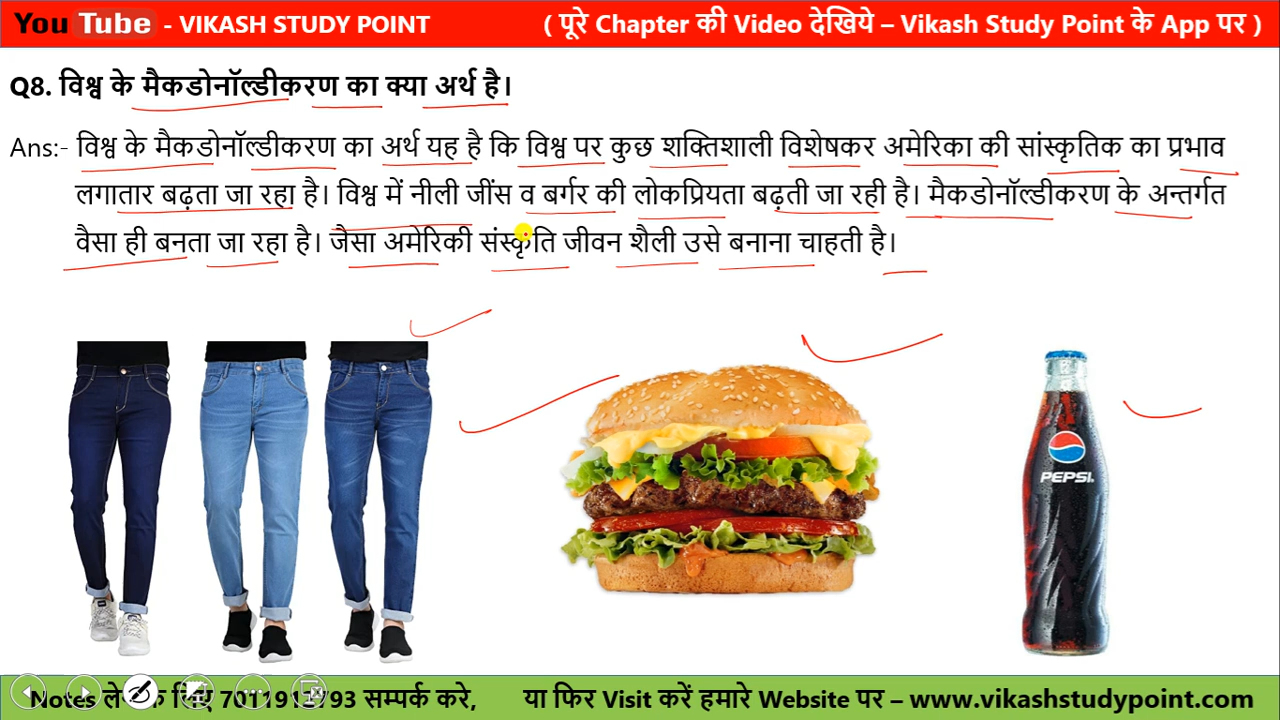 You Tube - VIKASH STUDY POINT ( पूरे Chapter की Video देखिये – Vikash Study Point के App पर )
Q8. विश्व के मैकडोनॉल्डीकरण का क्या अर्थ है।
Ans:- विश्व के मैकडोनॉल्डीकरण का अर्थ यह है कि विश्व पर कुछ शक्तिशाली विशेषकर अमेरिका की सांस्कृतिक का प्रभाव
लगातार बढ़ता जा रहा है। विश्व में नीली जींस व बर्गर की लोकप्रियता बढ़ती जा रही है। मैकडोनॉल्डीकरण के अन्तर्गत
वैसा ही बनता जा रहा है। जैसा अमेरिकी संस्कृति जीवन शैली उसे बनाना चाहती है।
PEPSI.
Notes लिए सम्पर्क करे, या फिर Visit करें हमारे Website पर – www.vikashstudypoint.com